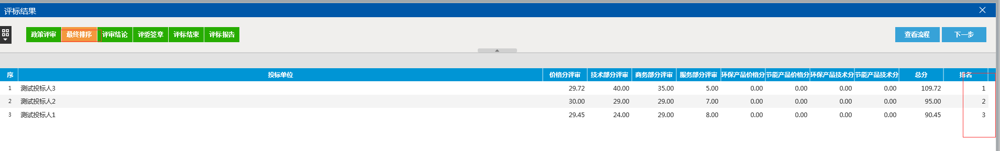 评标结果
政策评审 最终排序 评审结论 评委签章 评标结束 评标报告 查看流程 下一步
序 投标单位 价格分评审 技术部分评审 商务部分评审 服务部分评审 环保产品价格分 节能产品价格分 环保产品技术分 节能产品技术分 总分 排名
1 测试投标人3 29.72 40.00 35.00 5.00 0.00 0.00 0.00 0.00 109.72 1
2 测试投标人2 30.00 29.00 29.00 7.00 0.00 0.00 0.00 0.00 95.00 2
3 测试投标人1 29.45 24.00 29.00 8.00 0.00 0.00 0.00 0.00 90.45 3